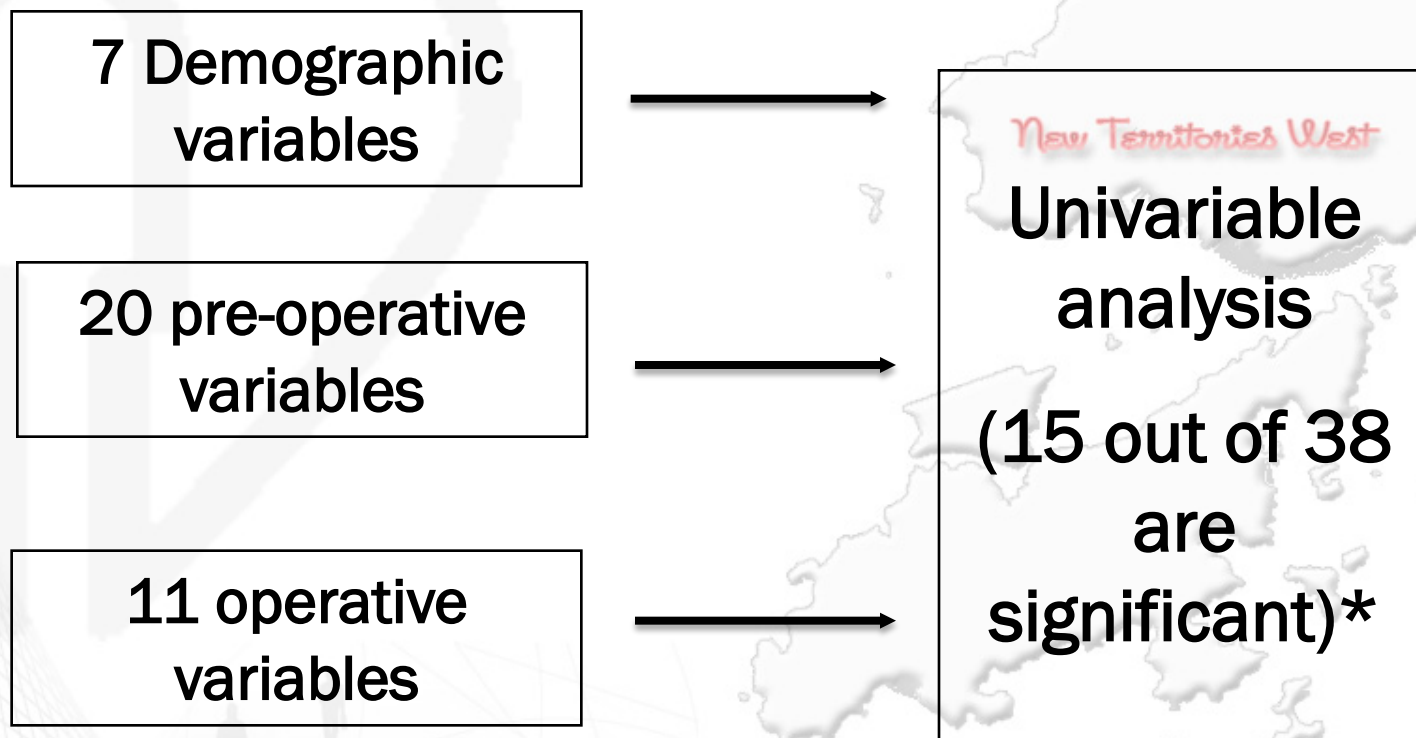 7 Demographic
variables
20 pre-operative
variables
11 operative
variables
New Territories West
Univariable
analysis
(15 out of 38
are
significant)*